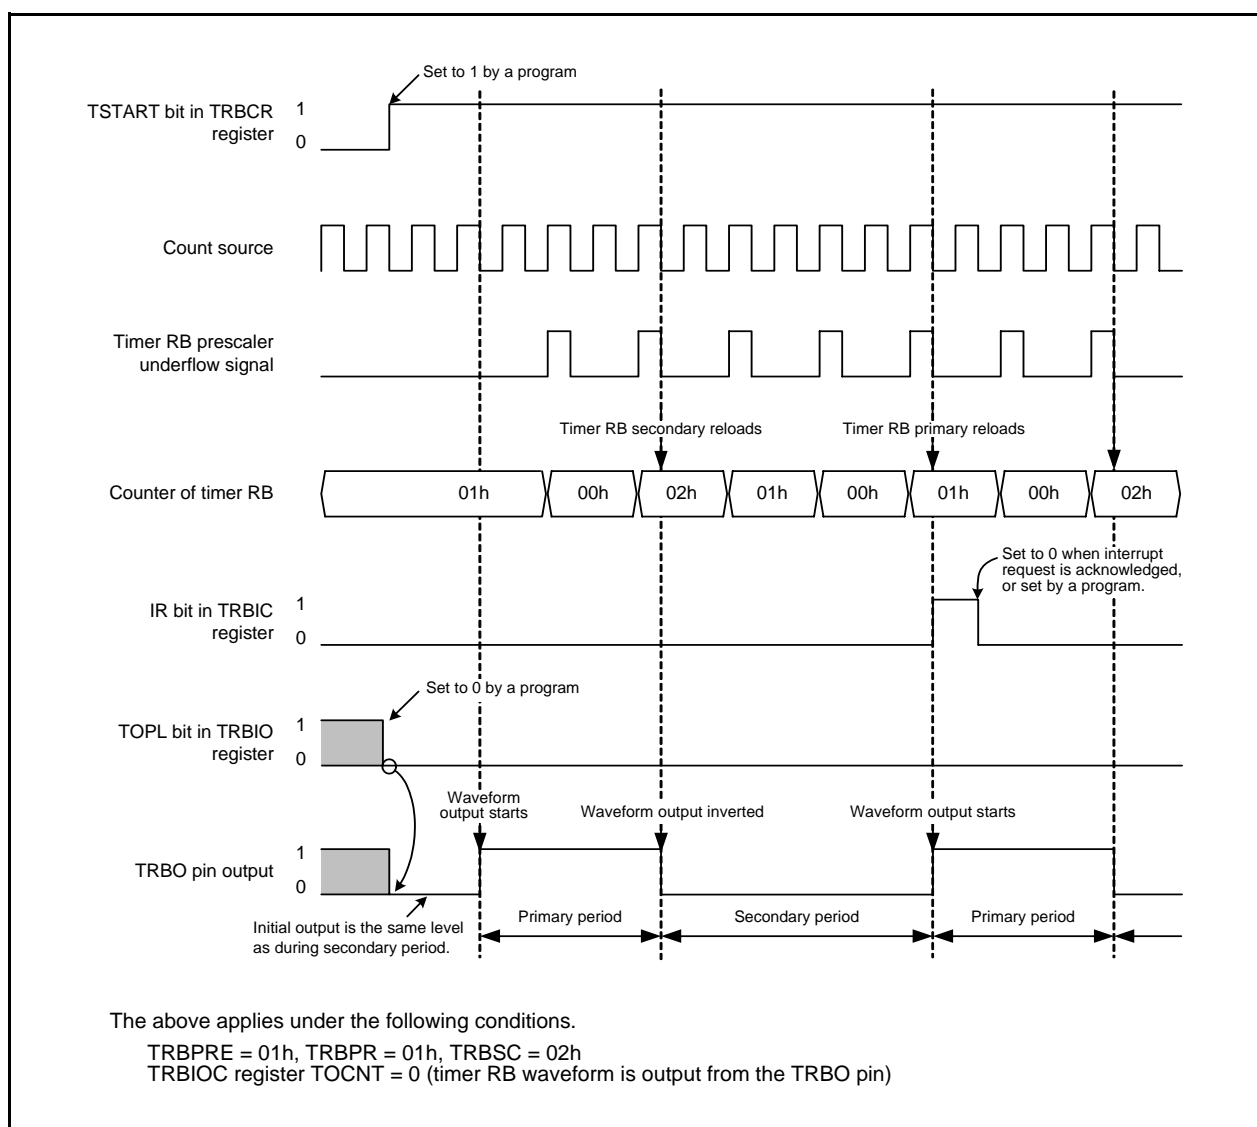 Set to 1 by a program
TSTART bit in TRBCR
register
1
0
Count source
Timer RB prescaler
underflow signal
Timer RB secondary reloads
Timer RB primary reloads
Counter of timer RB
01h
00h
02h
01h
00h
01h
00h
02h
Set to 0 when interrupt
request is acknowledged,
or set by a program.
IR bit in TRBIC
register
1
0
Set to 0 by a program
TOPL bit in TRBIO
register
1
0
Waveform
output starts
Waveform output inverted
Waveform output starts
TRBO pin output
1
0
Initial output is the same level
as during secondary period.
Primary period
Secondary period
Primary period
The above applies under the following conditions.
TRBPRE = 01h, TRBPR = 01h, TRBSC = 02h
TRBIOC register TOCNT = 0 (timer RB waveform is output from the TRBO pin)